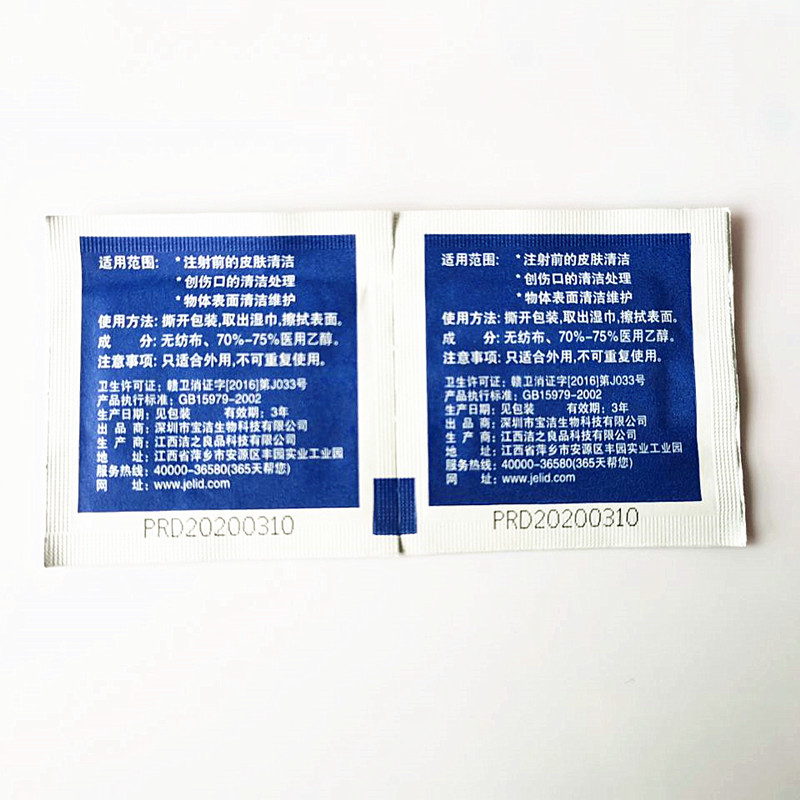 适用范围: *注射前的皮肤清洁
*创伤口的清洁处理
*物体表面清洁维护
使用方法: 撕开包装,取出湿巾,擦拭表面。
成 分: 无纺布、70%-75%医用乙醇。
注意事项: 只适合外用,不可重复使用。
卫生许可证: 赣卫消证字[2016]第J033号
产品执行标准: GB15979-2002
生产日期: 见包装 有效期: 3年
出 品 商: 深圳市宝洁生物科技有限公司
生 产 商: 江西洁之良品科技有限公司
地 址: 江西省萍乡市安源区丰园实业工业园
服务热线: 40000-36580(365天帮您)
网 址: www.jelid.com
PRD20200310
适用范围: *注射前的皮肤清洁
*创伤口的清洁处理
*物体表面清洁维护
使用方法: 撕开包装,取出湿巾,擦拭表面。
成 分: 无纺布、70%-75%医用乙醇。
注意事项: 只适合外用,不可重复使用。
卫生许可证: 赣卫消证字[2016]第J033号
产品执行标准: GB15979-2002
生产日期: 见包装 有效期: 3年
出 品 商: 深圳市宝洁生物科技有限公司
生 产 商: 江西洁之良品科技有限公司
地 址: 江西省萍乡市安源区丰园实业工业园
服务热线: 40000-36580(365天帮您)
网 址: www.jelid.com
PRD20200310